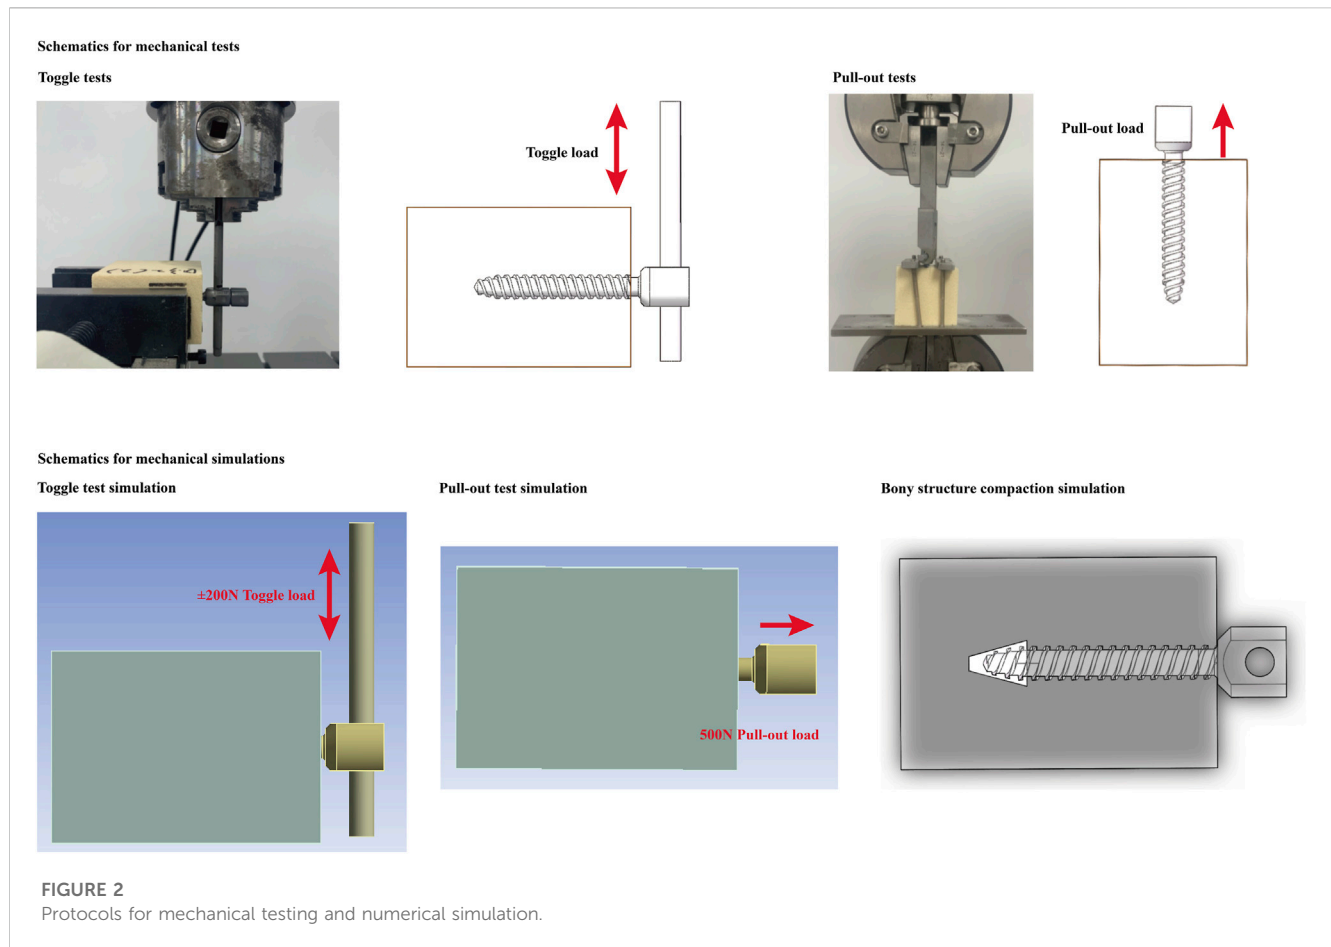 Schematics for mechanical tests
Toggle tests
Pull-out tests
Toggle load
Pull-out load
Schematics for mechanical simulations
Toggle test simulation
Pull-out test simulation
Bony structure compaction simulation
±200N Toggle load
500N Pull-out load
FIGURE 2
Protocols for mechanical testing and numerical simulation.